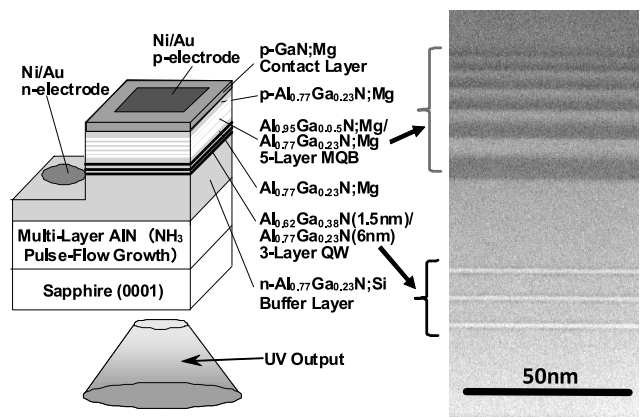 Ni/Au
p-electrode
Ni/Au
n-electrode
p-GaN;Mg
Contact Layer
p-Al0.77Ga0.23N;Mg
Al0.95Ga0.0.5N;Mg/
Al0.77Ga0.23N;Mg
5-Layer MQB
Al0.77Ga0.23N;Mg
Al0.62Ga0.38N(1.5nm)/
Al0.77Ga0.23N(6nm)
3-Layer QW
n-Al0.77Ga0.23N;Si
Buffer Layer
Multi-Layer AlN (NH3
Pulse-Flow Growth)
Sapphire (0001)
UV Output
50nm